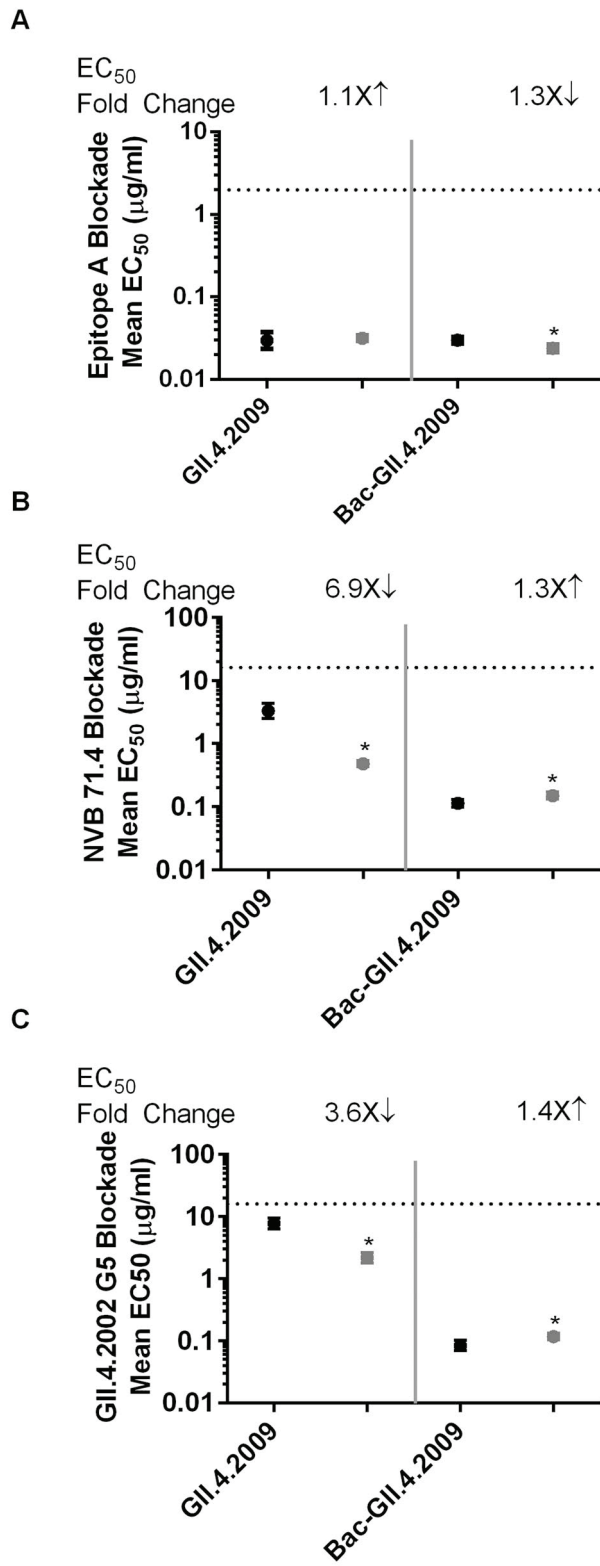 A
EC50
Fold Change 1.1X↑ 1.3X↓
Epitope A Blockade
Mean EC50 (μg/ml)
10
1
0.1
0.01
*
GII.4.2009
Bac-GII.4.2009
B
EC50
Fold Change 6.9X↓ 1.3X↑
NVB 71.4 Blockade
Mean EC50 (μg/ml)
100
10
1
0.1
0.01
*
*
GII.4.2009
Bac-GII.4.2009
C
EC50
Fold Change 3.6X↓ 1.4X↑
GII.4.2002 G5 Blockade
Mean EC50 (μg/ml)
100
10
1
0.1
0.01
*
*
GII.4.2009
Bac-GII.4.2009